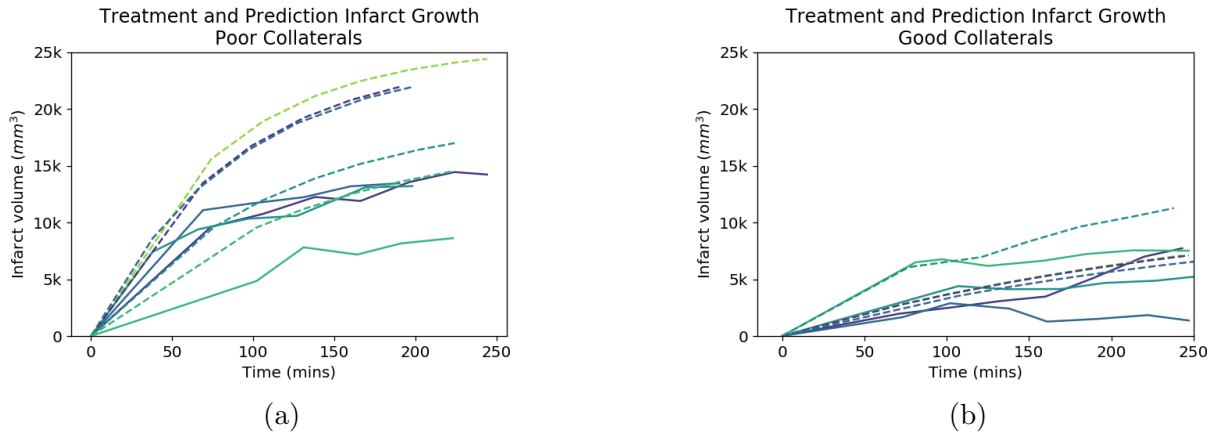 Treatment and Prediction Infarct Growth
Poor Collaterals
25k
20k
15k
10k
5k
0
Infarct volume (mm³)
0 50 100 150 200 250
Time (mins)
(a)
Treatment and Prediction Infarct Growth
Good Collaterals
25k
20k
15k
10k
5k
0
Infarct volume (mm³)
0 50 100 150 200 250
Time (mins)
(b)